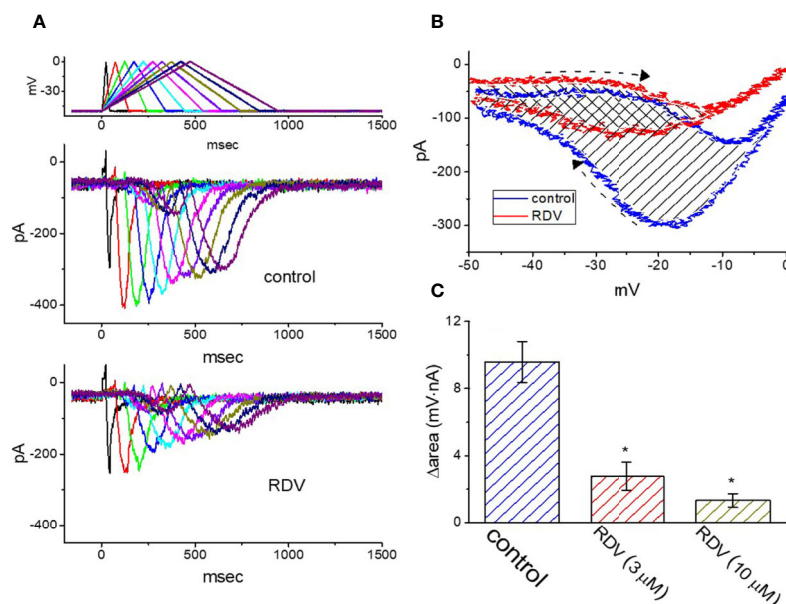 A
mV
0
-30
0
500
1000
1500
msec
pA
0
-200
-400
control
0
500
1000
1500
msec
pA
0
-200
-400
RDV
0
500
1000
1500
msec
B
pA
0
-100
-200
-300
control
RDV
-50
-40
-30
-20
-10
0
mV
C
Δarea (mV·nA)
12
8
4
0
*
*
control
RDV (3 μM)
RDV (10 μM)